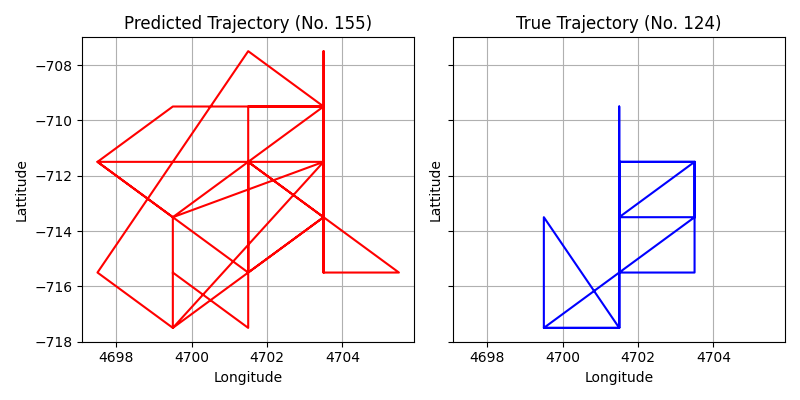 Predicted Trajectory (No. 155)
True Trajectory (No. 124)
−708
−710
−712
−714
−716
−718
Lattitude
Lattitude
4698
4700
4702
4704
4698
4700
4702
4704
Longitude
Longitude